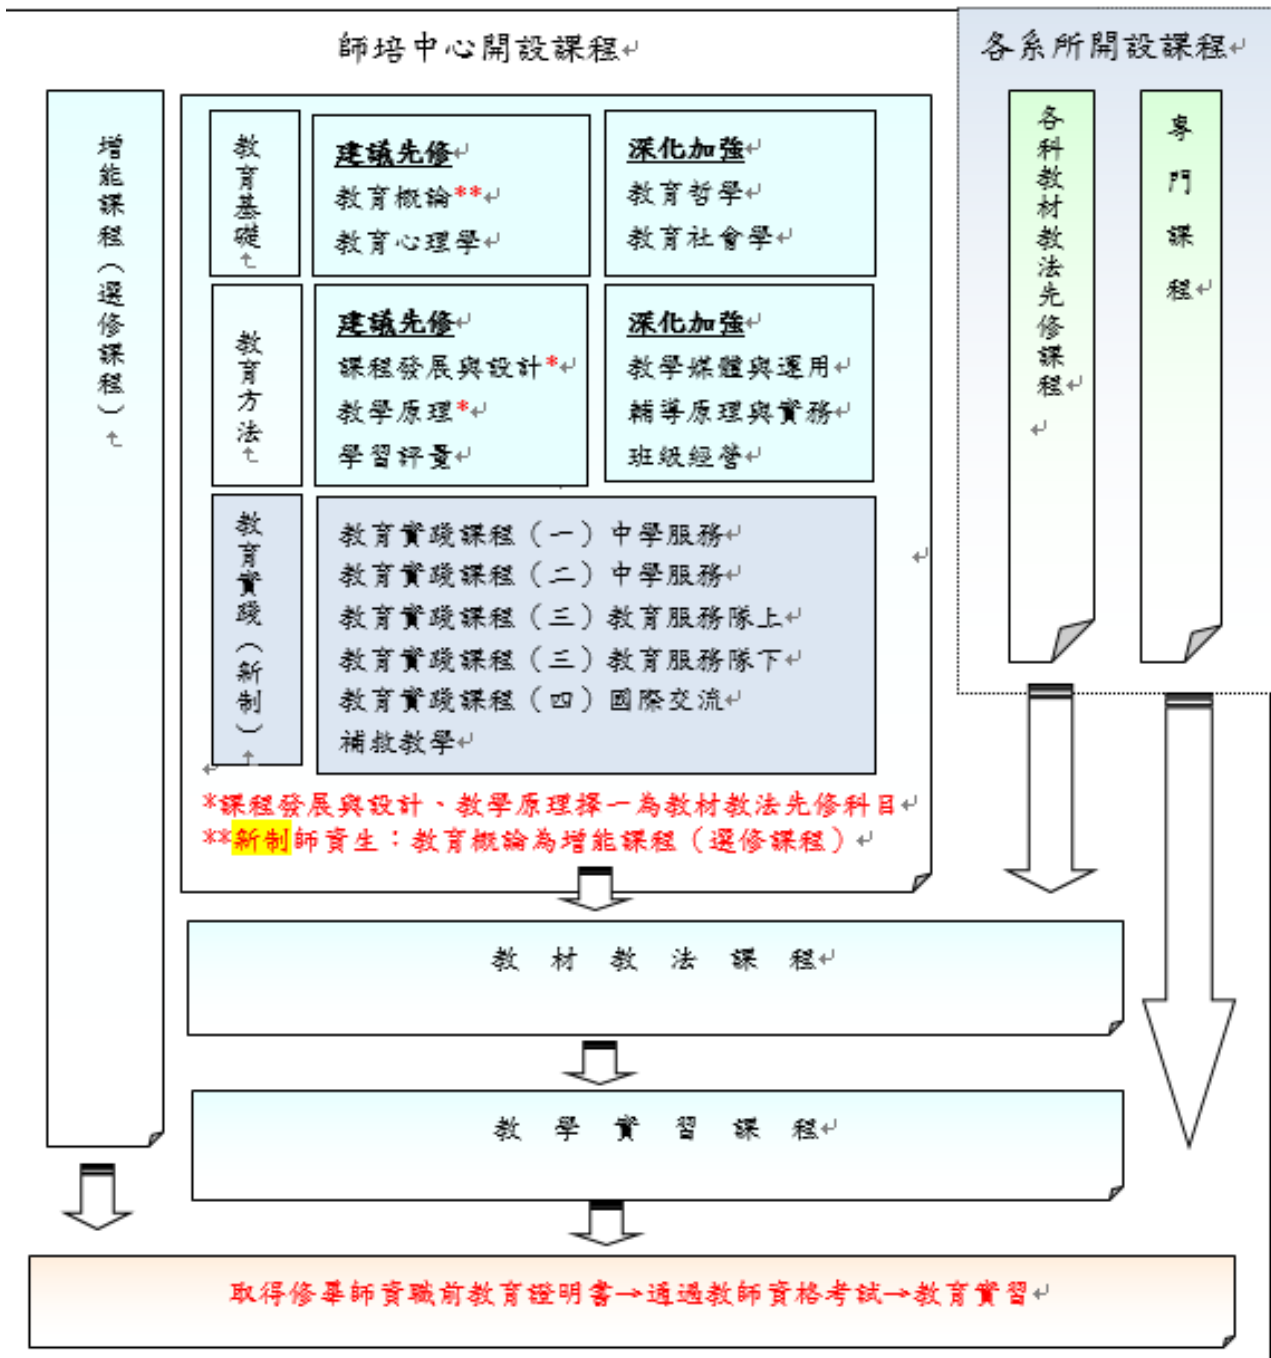 師培中心開設課程
各系所開設課程
增能課程（選修課程）
教育基礎
建議先修
教育概論**
教育心理學
深化加強
教育哲學
教育社會學
教育方法
建議先修
課程發展與設計*
教學原理*
學習評量
深化加強
教學媒體與運用
輔導原理與實務
班級經營
教育實踐（新制）
教育實踐課程（一）中學服務
教育實踐課程（二）中學服務
教育實踐課程（三）教育服務隊上
教育實踐課程（三）教育服務隊下
教育實踐課程（四）國際交流
補救教學
*課程發展與設計、教學原理擇一為教材教法先修科目
**新制師資生：教育概論為增能課程（選修課程）
各科教材教法先修課程
專門課程
教材教法課程
教學實習課程
取得修畢師資職前教育證明書→通過教師資格考試→教育實習